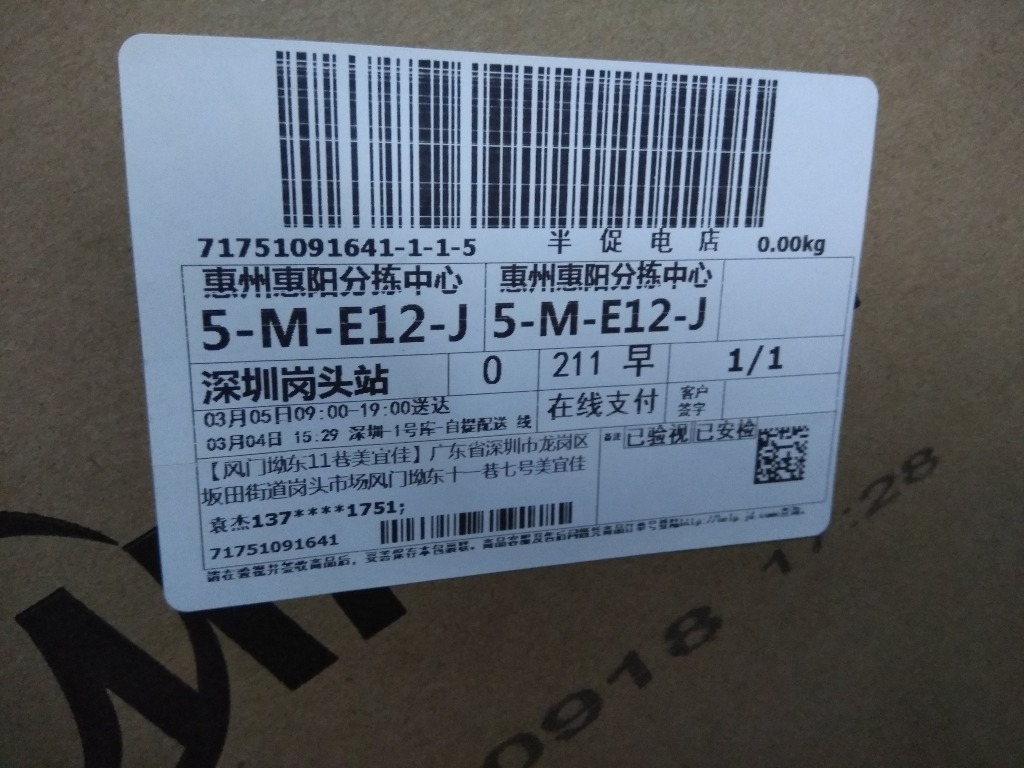 71751091641-1-1-5 半 促 电 店 0.00kg
惠州惠阳分拣中心 惠州惠阳分拣中心
5-M-E12-J 5-M-E12-J
深圳岗头站 0 211 早 1/1
03月05日09:00-19:00送达 在线支付 客户
签字
03月04日 15:29 深圳-1号库-自提配送 线 备注 已验视 已安检
【风门坳东11巷美宜佳】广东省深圳市龙岗区
坂田街道岗头市场风门坳东十一巷七号美宜佳
袁杰137****1751;
71751091641
0918
11:28